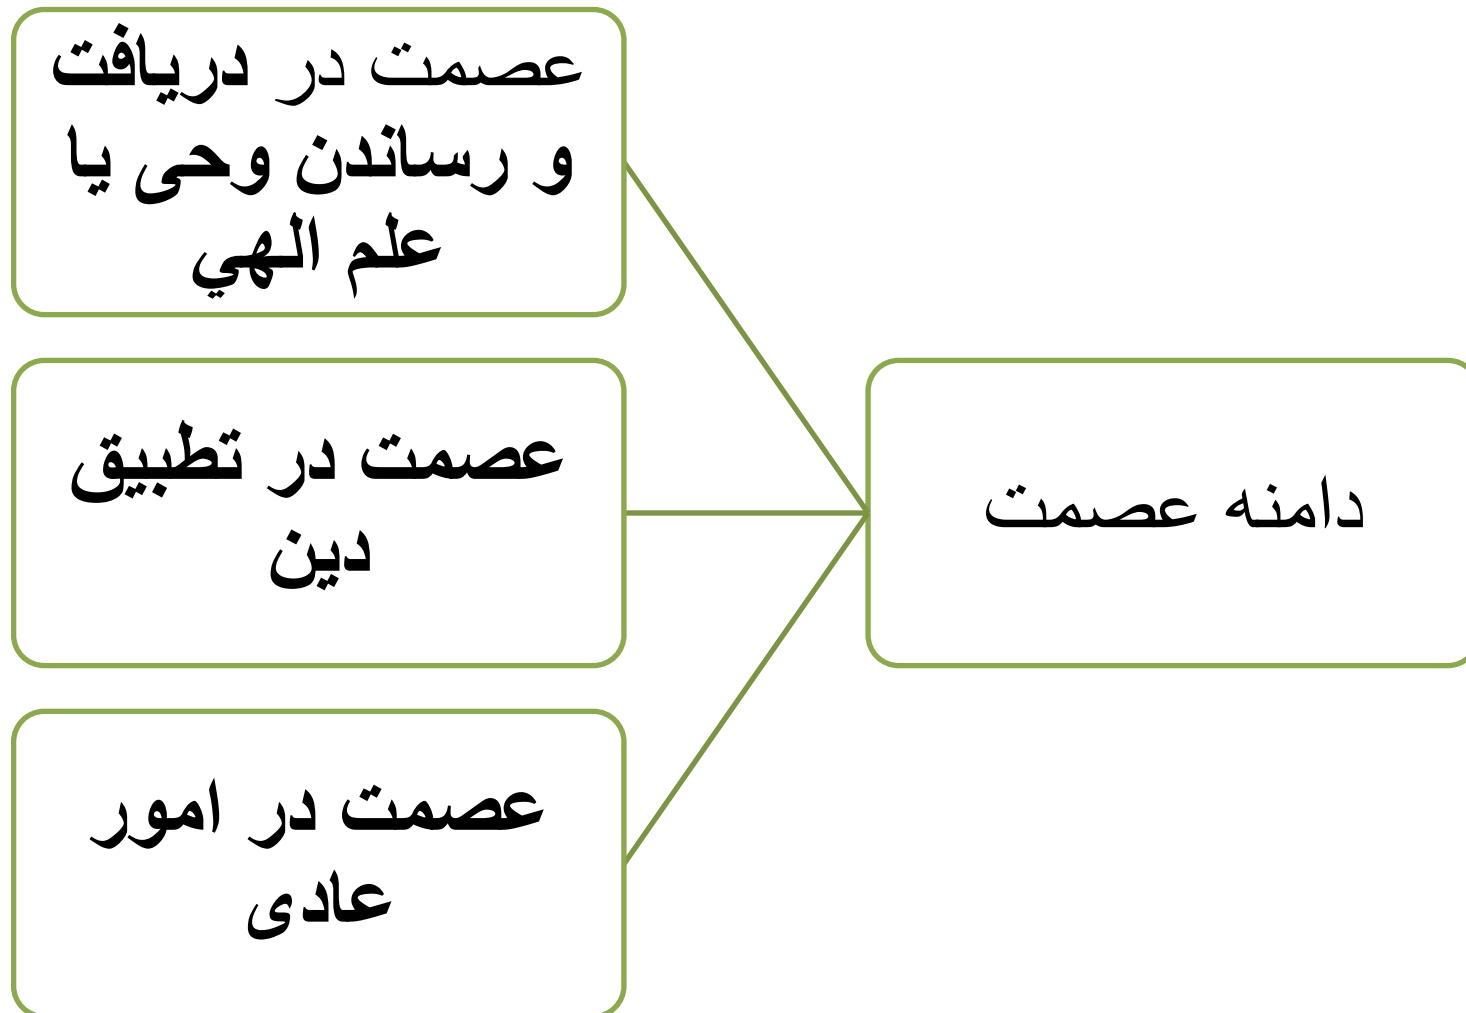 دامنه عصمت
عصمت در دریافت
و رساندن وحی یا
علم الهي
عصمت در تطبیق
دین
عصمت در امور
عادی